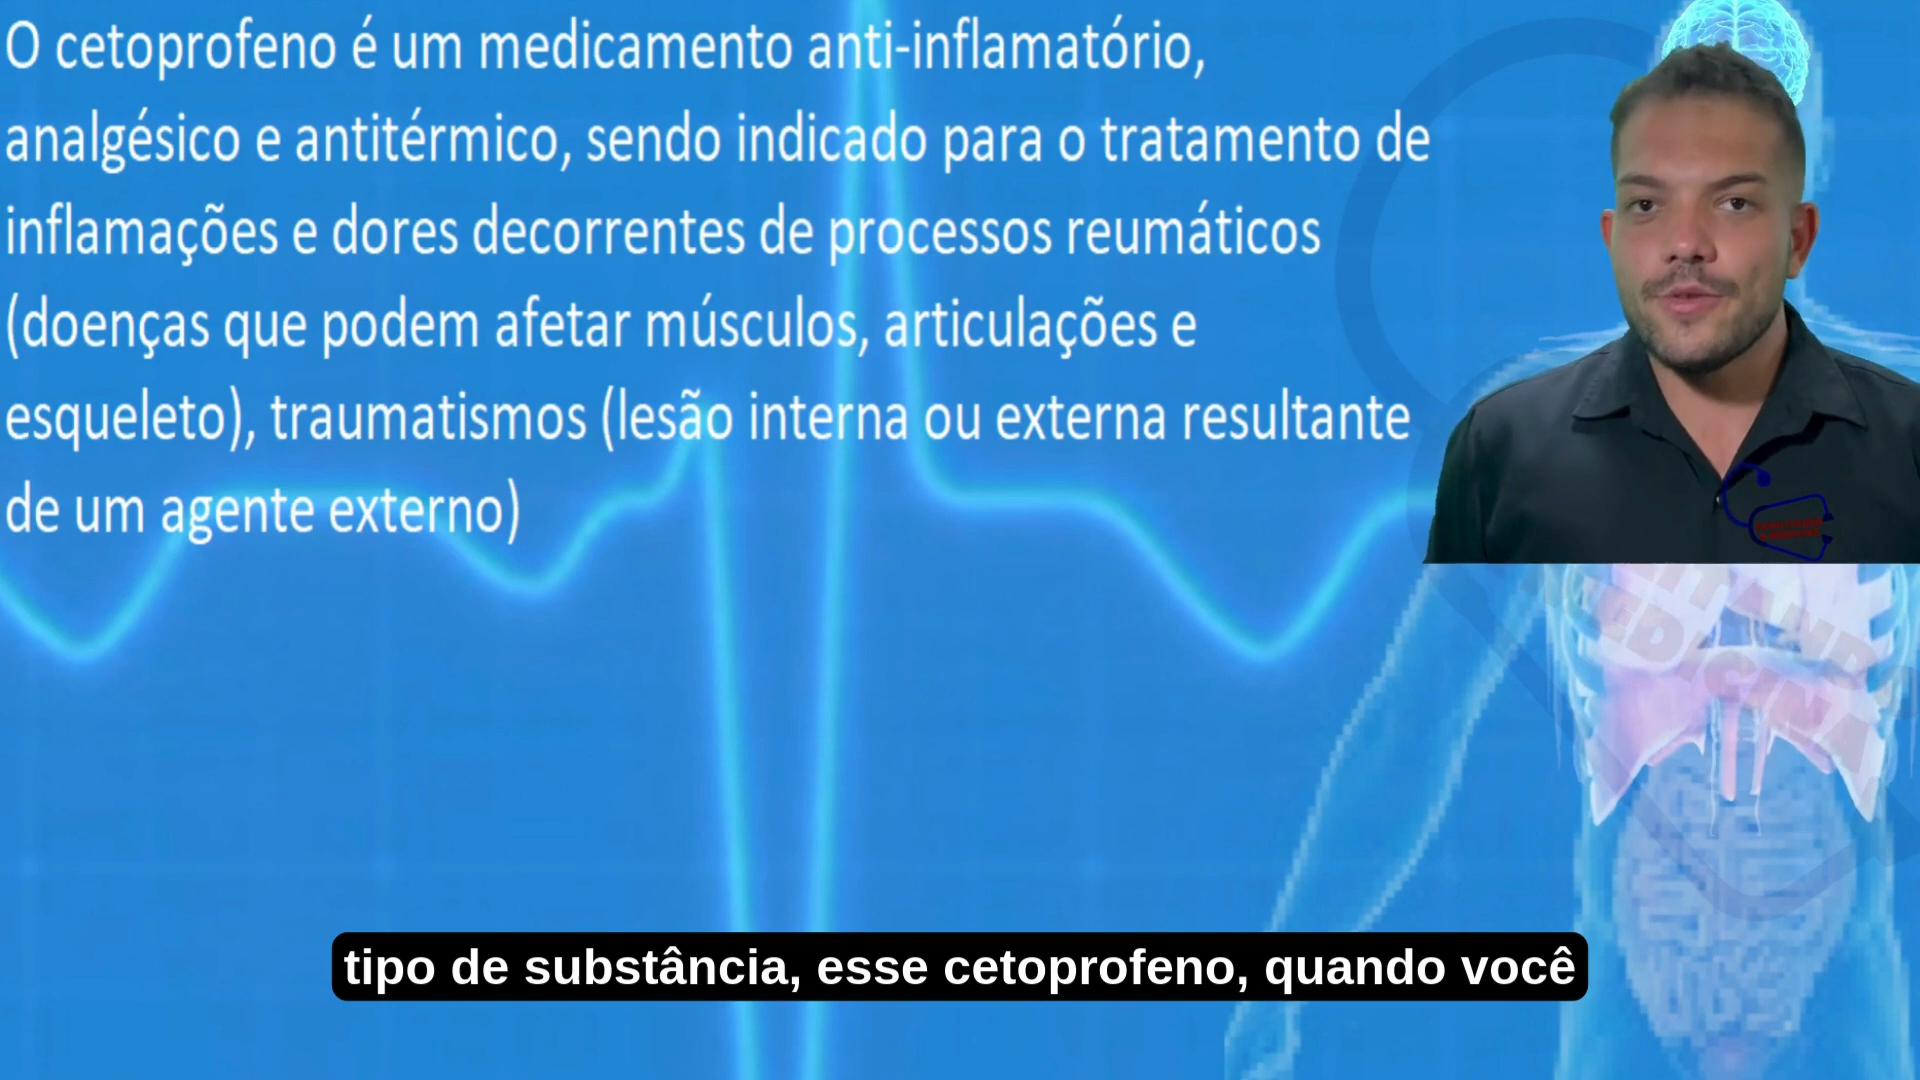 O cetoprofeno é um medicamento anti-inflamatório,
analgésico e antitérmico, sendo indicado para o tratamento de
inflamações e dores decorrentes de processos reumáticos
(doenças que podem afetar músculos, articulações e
esqueleto), traumatismos (lesão interna ou externa resultante
de um agente externo)
MEDICINA
tipo de substância, esse cetoprofeno, quando você